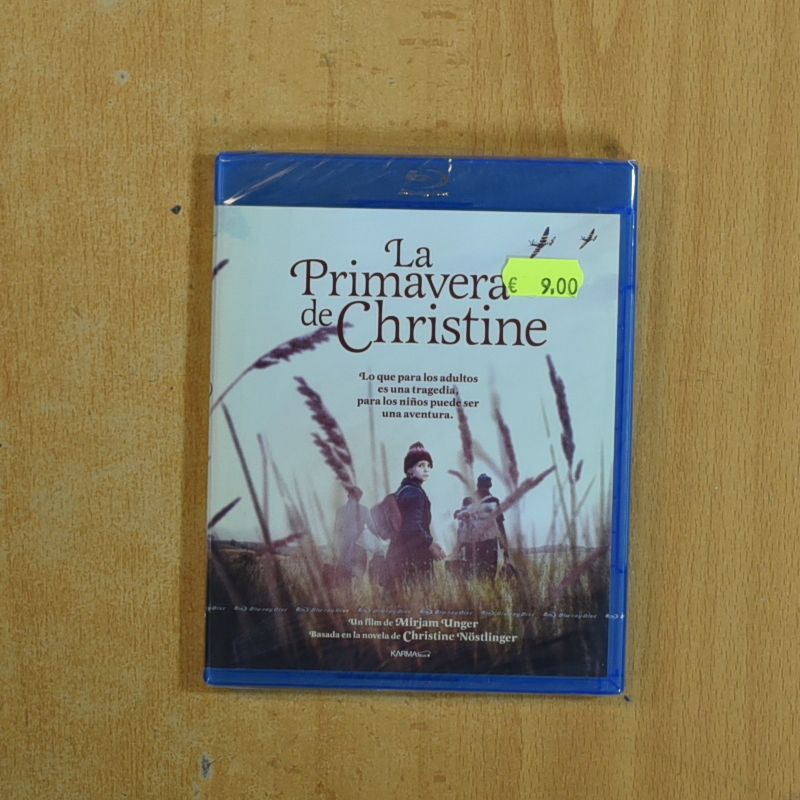 La
Primavera
€ 9.00
de Christine
Lo que para los adultos
es una tragedia,
para los niños puede ser
una aventura.
Un film de Mirjam Unger
Basada en la novela de Christine Nöstlinger
KARMA